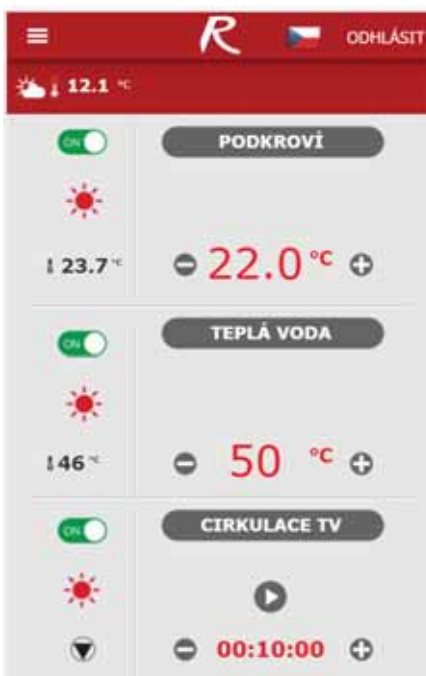 R ODHLÁSIT
12.1 °C
ON PODKROVÍ
23.7 °C 22.0 °C
ON TEPLÁ VODA
46 °C 50 °C
ON CIRKULACE TV
00:10:00